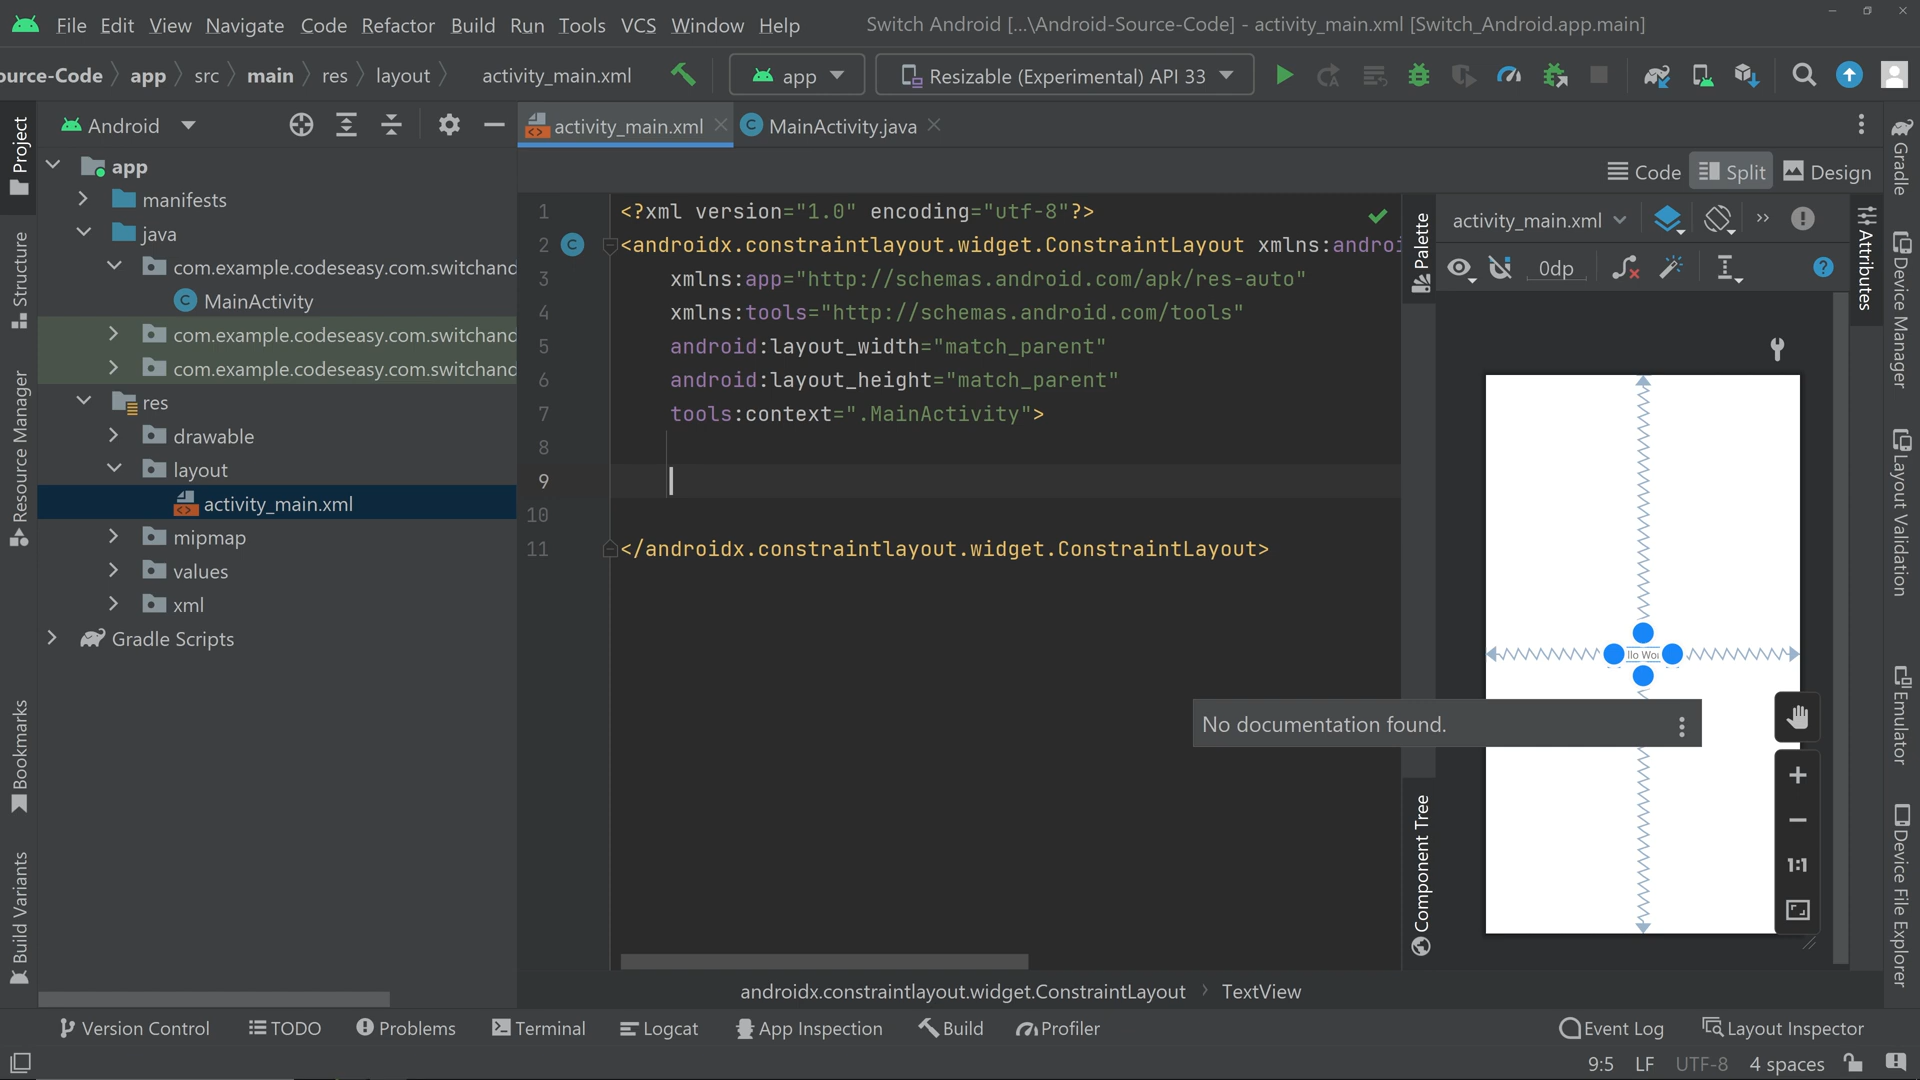 File Edit View Navigate Code Refactor Build Run Tools VCS Window Help
Switch Android [...\Android-Source-Code] - activity_main.xml [Switch_Android.app.main]
ource-Code app src main res layout activity_main.xml
app
Resizable (Experimental) API 33
Project
Structure
Resource Manager
Bookmarks
Build Variants
Android
app
manifests
java
com.example.codeseasy.com.switchand
MainActivity
com.example.codeseasy.com.switchand
com.example.codeseasy.com.switchand
res
drawable
layout
activity_main.xml
mipmap
values
xml
Gradle Scripts
activity_main.xml
MainActivity.java
Code Split Design
1 <?xml version="1.0" encoding="utf-8"?>
2 <androidx.constraintlayout.widget.ConstraintLayout xmlns:androi
3 xmlns:app="http://schemas.android.com/apk/res-auto"
4 xmlns:tools="http://schemas.android.com/tools"
5 android:layout_width="match_parent"
6 android:layout_height="match_parent"
7 tools:context=".MainActivity">
8
9
10
11 </androidx.constraintlayout.widget.ConstraintLayout>
Palette
Component Tree
activity_main.xml
0dp
llo Wor
No documentation found.
1:1
Attributes
Gradle
Device Manager
Layout Validation
Emulator
Device File Explorer
androidx.constraintlayout.widget.ConstraintLayout TextView
Version Control TODO Problems Terminal Logcat App Inspection Build Profiler
Event Log Layout Inspector
9:5 LF UTF-8 4 spaces